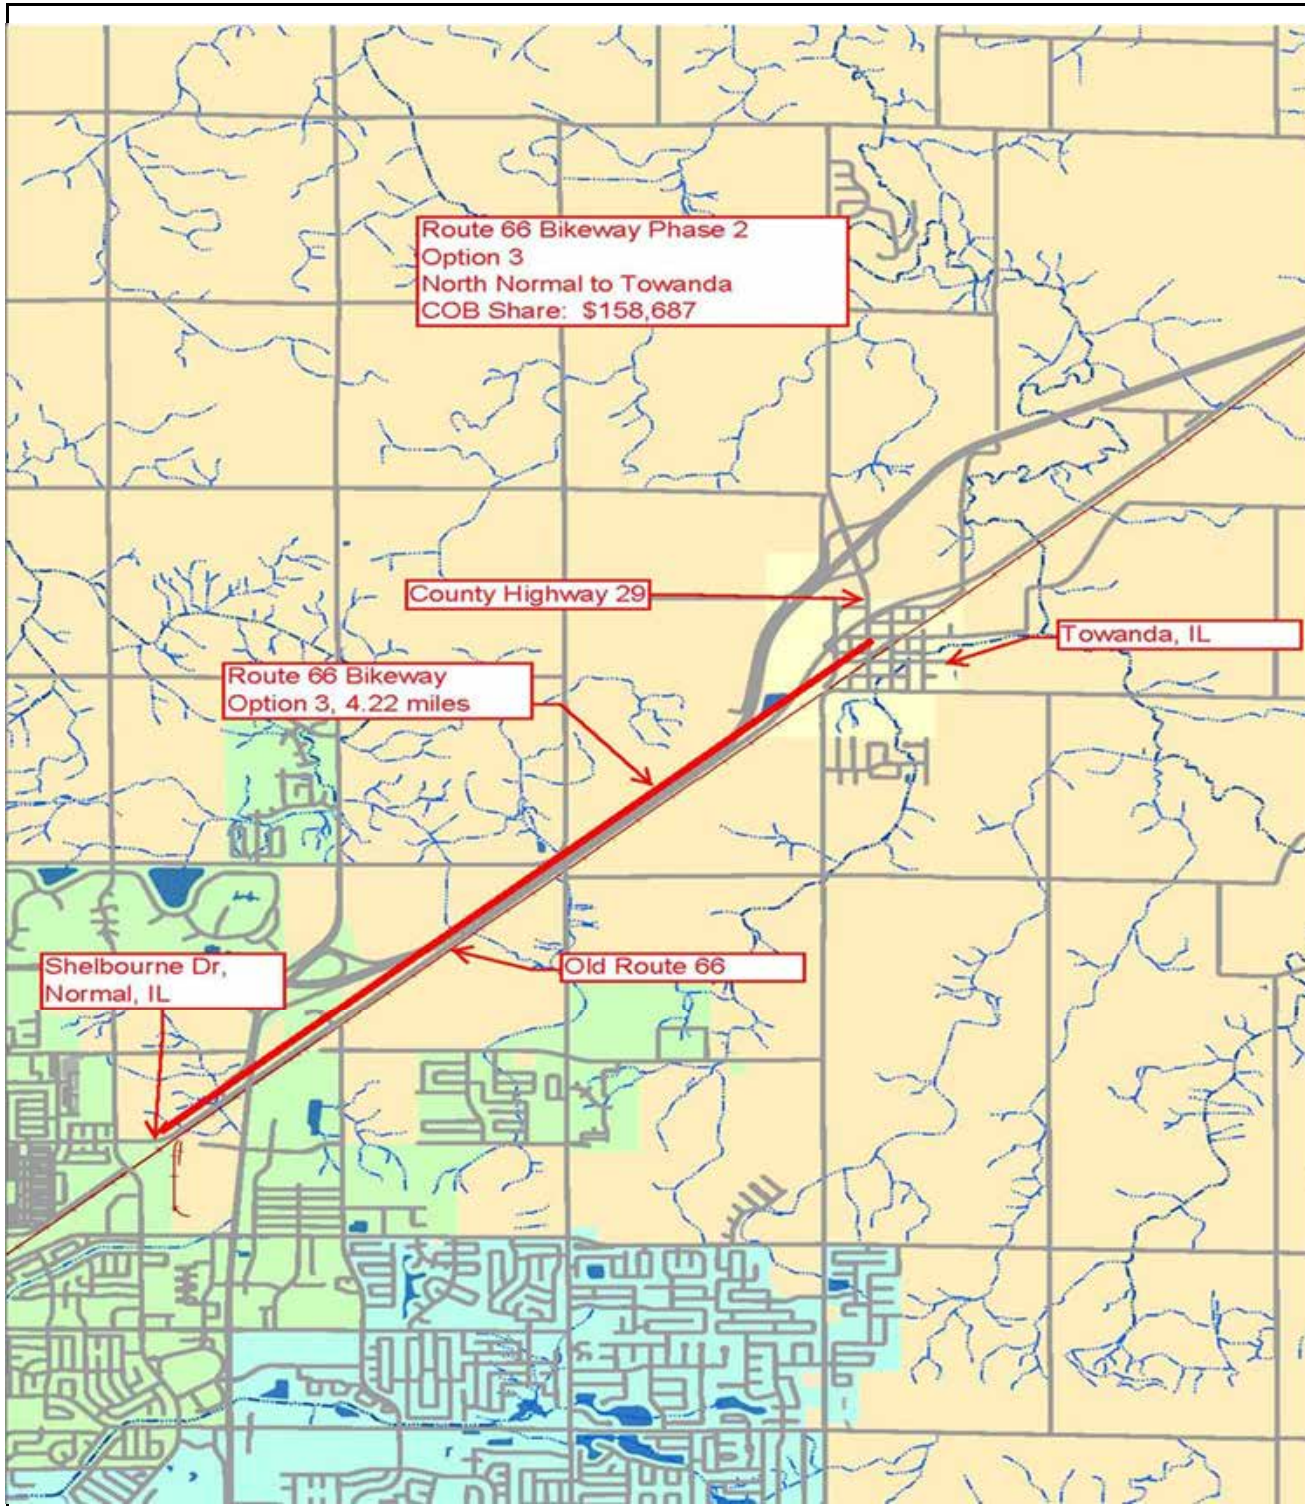 Route 66 Bikeway Phase 2
Option 3
North Normal to Towanda
COB Share: $158,687
County Highway 29
Towanda, IL
Route 66 Bikeway
Option 3, 4.22 miles
Shelbourne Dr,
Normal, IL
Old Route 66